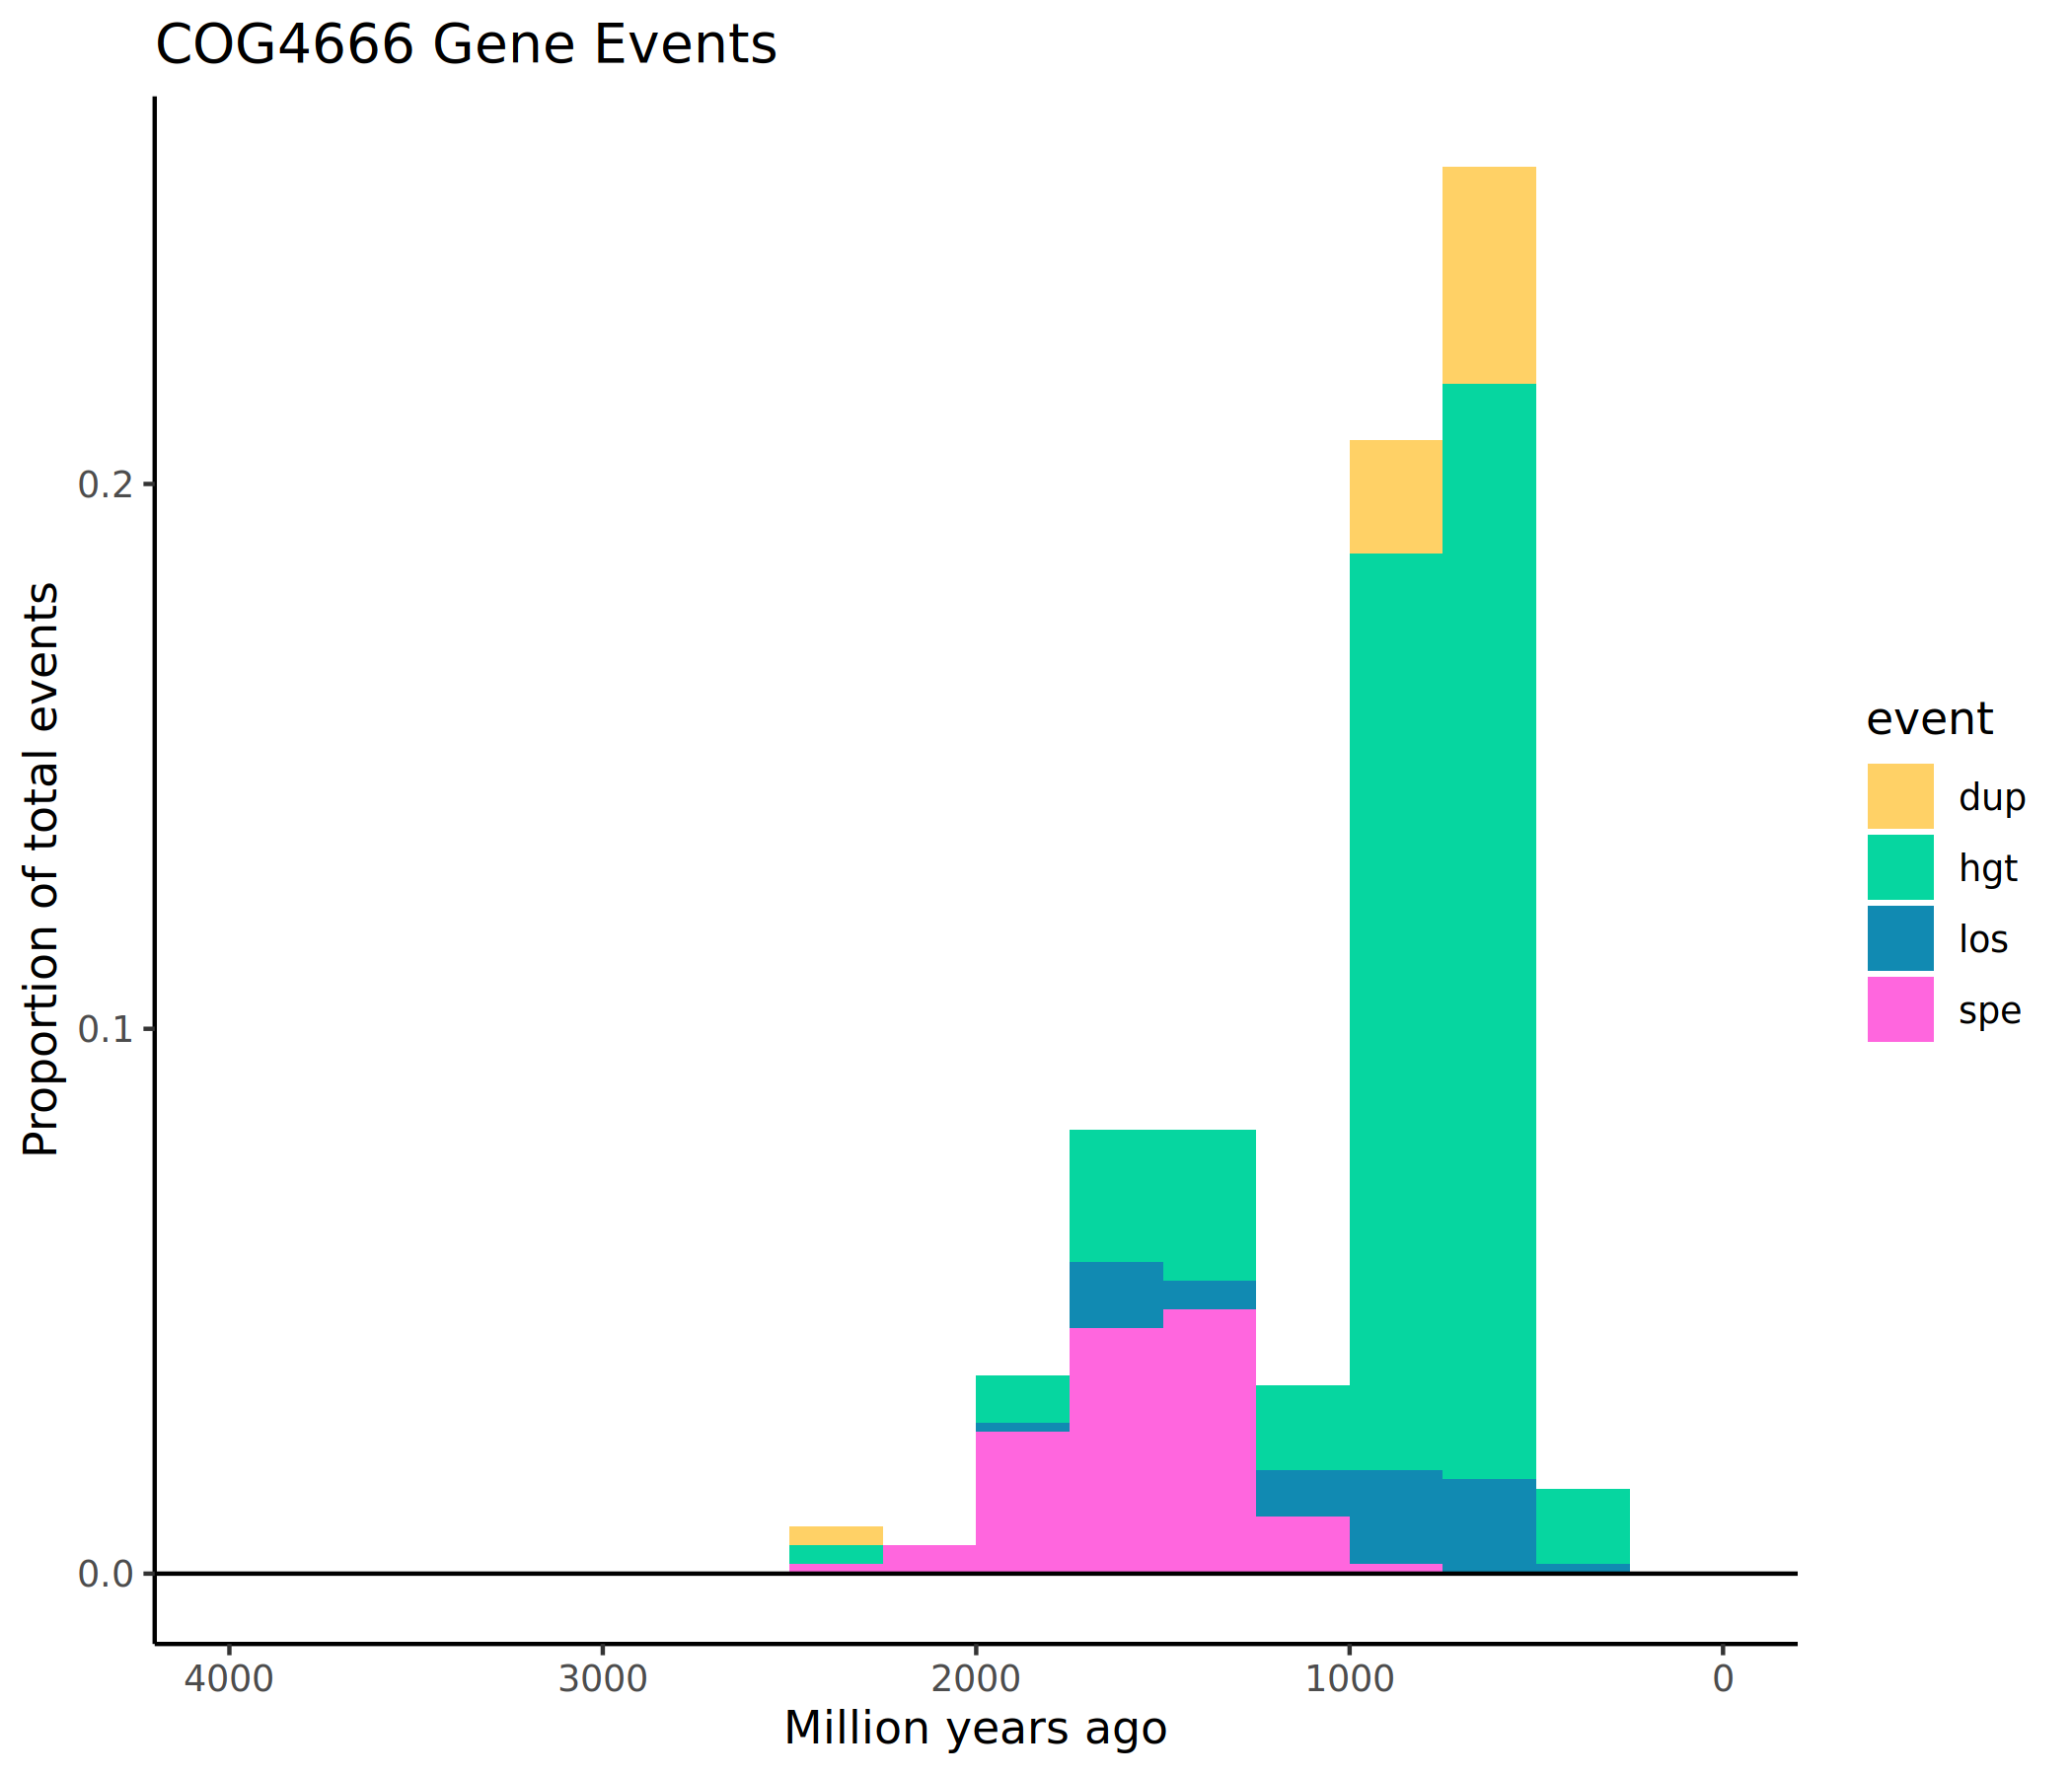 COG4666 Gene Events
Proportion of total events
0.2
0.1
0.0
4000 3000 2000 1000 0
Million years ago
event
dup
hgt
los
spe